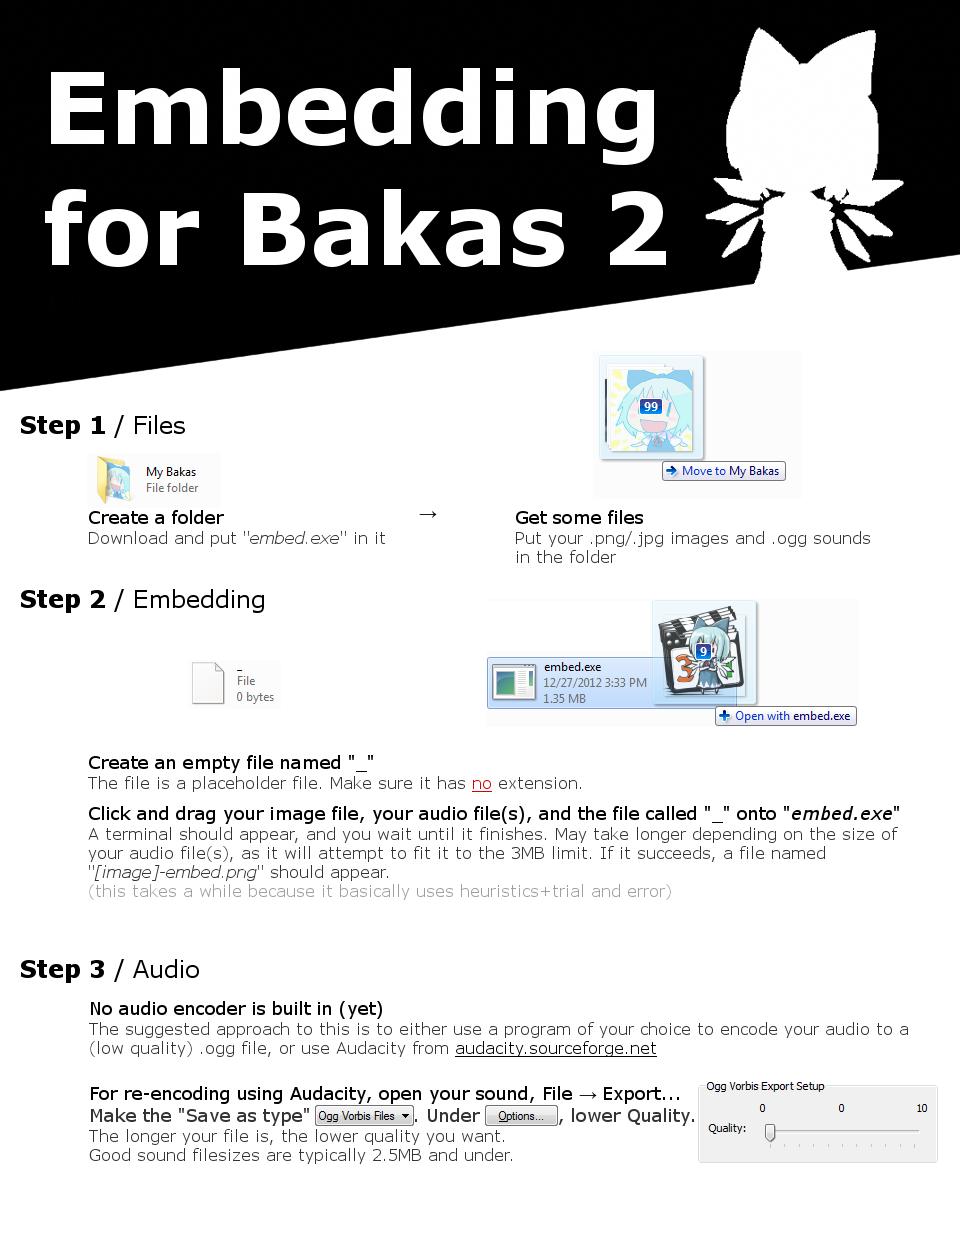 Embedding
for Bakas 2
99
Move to My Bakas
Step 1 / Files
My Bakas
File folder
Create a folder
Download and put "embed.exe" in it
→
Get some files
Put your .png/.jpg images and .ogg sounds
in the folder
Step 2 / Embedding
_
File
0 bytes
embed.exe
12/27/2012 3:33 PM
1.35 MB
3
9
Open with embed.exe
Create an empty file named "_"
The file is a placeholder file. Make sure it has no extension.
Click and drag your image file, your audio file(s), and the file called "_" onto "embed.exe"
A terminal should appear, and you wait until it finishes. May take longer depending on the size of
your audio file(s), as it will attempt to fit it to the 3MB limit. If it succeeds, a file named
"[image]-embed.png" should appear.
(this takes a while because it basically uses heuristics+trial and error)
Step 3 / Audio
No audio encoder is built in (yet)
The suggested approach to this is to either use a program of your choice to encode your audio to a
(low quality) .ogg file, or use Audacity from audacity.sourceforge.net
For re-encoding using Audacity, open your sound, File → Export...
Make the "Save as type" Ogg Vorbis Files. Under Options..., lower Quality.
The longer your file is, the lower quality you want.
Good sound filesizes are typically 2.5MB and under.
Ogg Vorbis Export Setup
0 0 10
Quality: